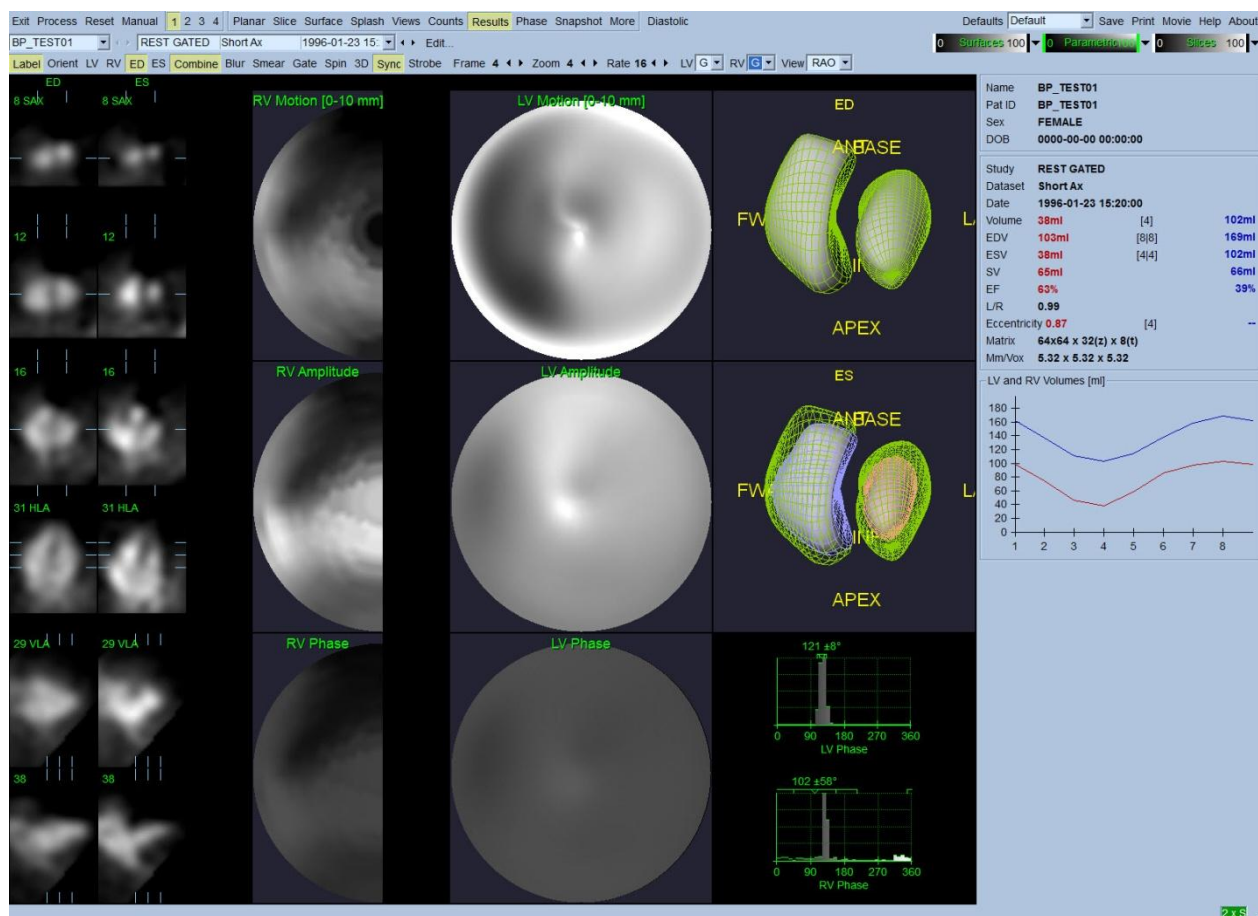 Exit Process Reset Manual 1 2 3 4 Planar Slice Surface Splash Views Counts Results Phase Snapshot More Diastolic Defaults Default Save Print Movie Help About
BP_TEST01 REST GATED Short Ax 1996-01-23 15: Edit... 0 Surfaces 100 0 Parametric 100 0 Slices 100
Label Orient LV RV ED ES Combine Blur Smear Gate Spin 3D Sync Strobe Frame 4 Zoom 4 Rate 16 LV G RV G View RAO
ED ES
8 SAX
12 12
16 16
31 HLA 31 HLA
29 VLA 29 VLA
38 38
RV Motion [0-10 mm] LV Motion [0-10 mm] ED
ANT BASE
FW
APEX
RV Amplitude LV Amplitude ES
ANT BASE
FW
INF
APEX
RV Phase LV Phase
121 ±8°
0 90 180 270 360
LV Phase
102 ±58°
0 90 180 270 360
RV Phase
Name BP_TEST01
Pat ID BP_TEST01
Sex FEMALE
DOB 0000-00-00 00:00:00
Study REST GATED
Dataset Short Ax
Date 1996-01-23 15:20:00
Volume 38ml [4] 102ml
EDV 103ml [8|8] 169ml
ESV 38ml [4|4] 102ml
SV 65ml 66ml
EF 63% 39%
L/R 0.99
Eccentricity 0.87 [4] --
Matrix 64x64 x 32(z) x 8(t)
Mm/Vox 5.32 x 5.32 x 5.32
LV and RV Volumes [ml]
180
160
140
120
100
80
60
40
20
0
1 2 3 4 5 6 7 8
2 x S